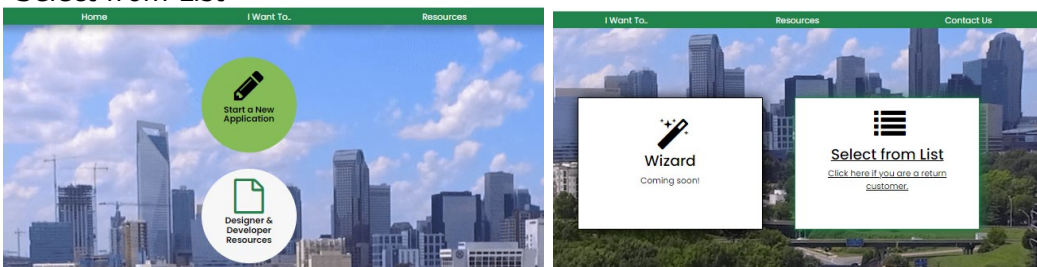 Select from List
Home
I Want To..
Resources
Start a New
Application
Designer &
Developer
Resources
I Want To..
Resources
Contact Us
Wizard
Coming soon!
Select from List
Click here if you are a return
customer.